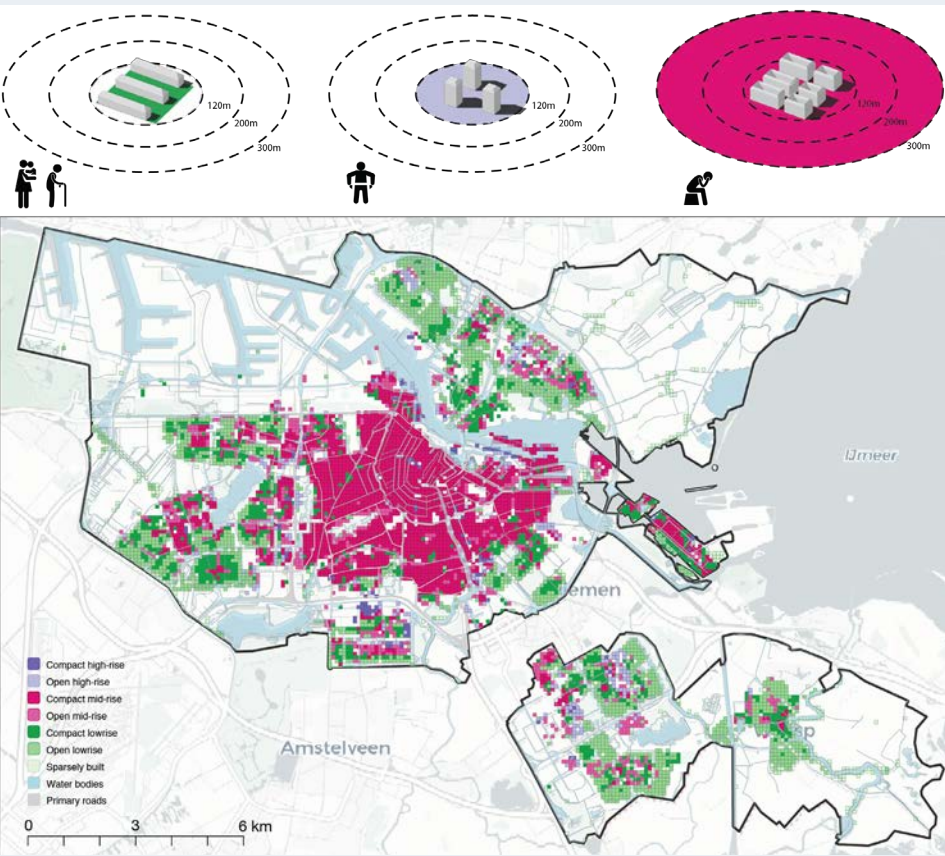 120m
200m
300m
120m
200m
300m
120m
200m
300m
IJmeer
Compact high-rise
Open high-rise
Compact mid-rise
Open mid-rise
Compact lowrise
Open lowrise
Sparsely built
Water bodies
Primary roads
Amstelveen
0 3 6 km